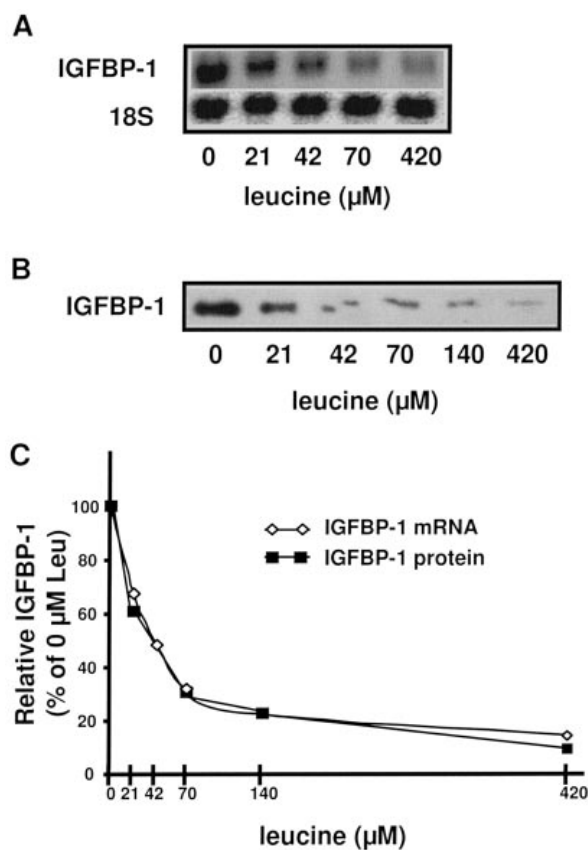 A
IGFBP-1
18S
0 21 42 70 420
leucine (µM)
B
IGFBP-1
0 21 42 70 140 420
leucine (µM)
C
Relative IGFBP-1
(% of 0 µM Leu)
100
80
60
40
20
0
IGFBP-1 mRNA
IGFBP-1 protein
0 21 42 70 140 420
leucine (µM)